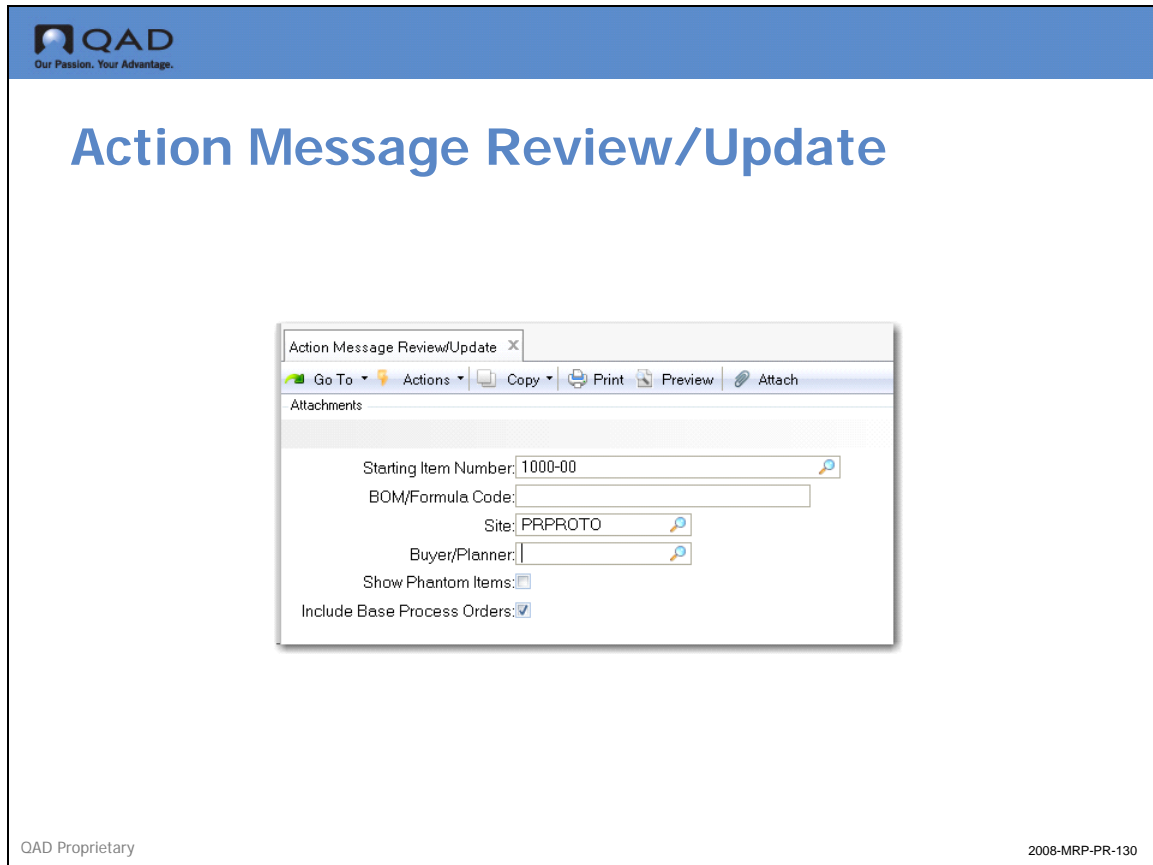 QAD
Our Passion. Your Advantage.
Action Message Review/Update
Action Message Review/Update
Go To Actions Copy Print Preview Attach
Attachments
Starting Item Number: 1000-00
BOM/Formula Code:
Site: PRPROTO
Buyer/Planner:
Show Phantom Items:
Include Base Process Orders:
QAD Proprietary
2008-MRP-PR-130